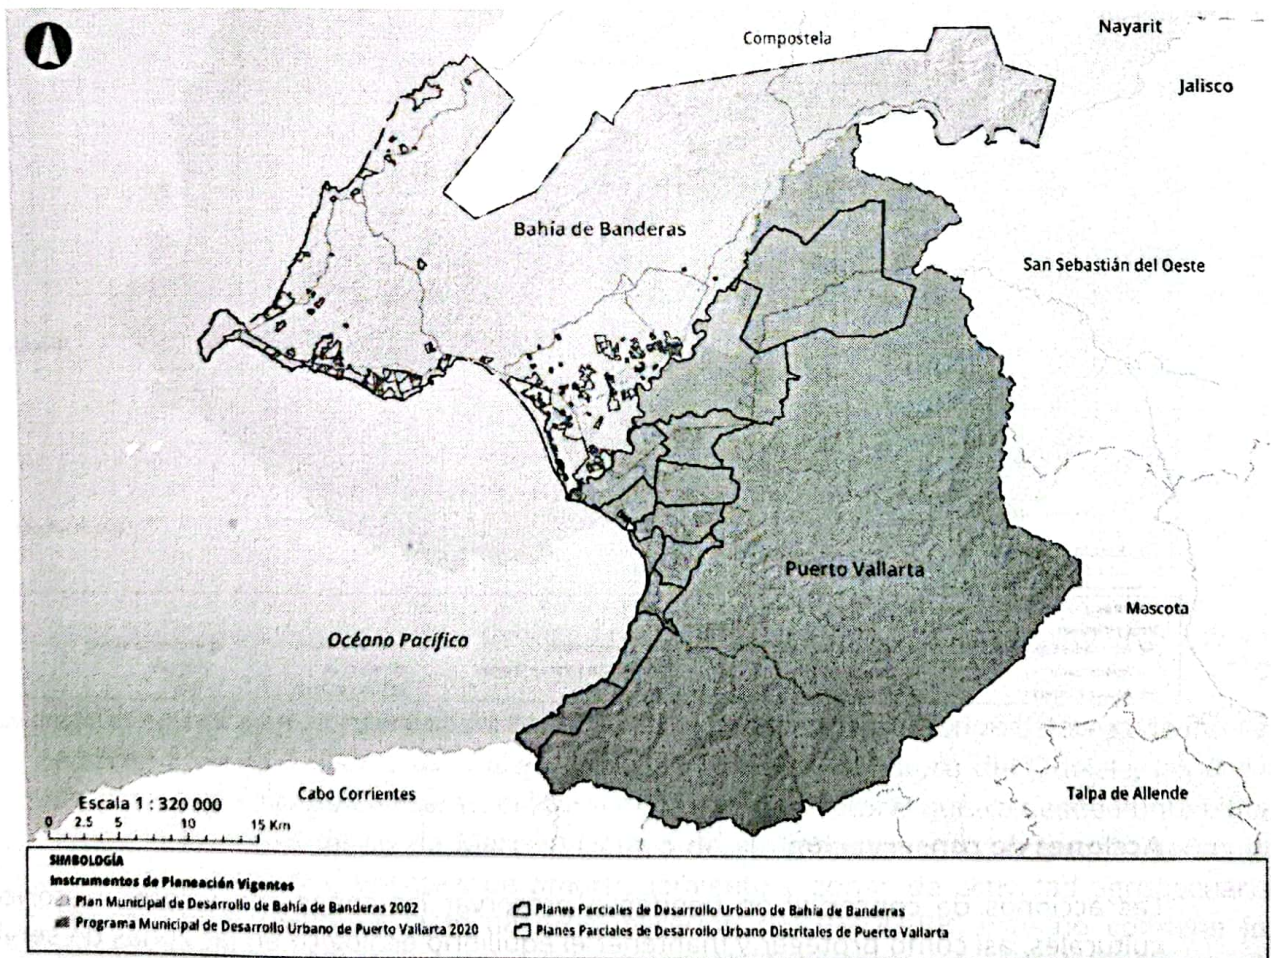 Nayarit
Compostela
Jalisco
Bahía de Banderas
San Sebastián del Oeste
Puerto Vallarta
Mascota
Océano Pacífico
Cabo Corrientes
Talpa de Allende
Escala 1 : 320 000
0 2.5 5 10 15 Km
SIMBOLOGÍA
Instrumentos de Planeación Vigentes
Plan Municipal de Desarrollo de Bahía de Banderas 2002
Programa Municipal de Desarrollo Urbano de Puerto Vallarta 2020
Planes Parciales de Desarrollo Urbano de Bahía de Banderas
Planes Parciales de Desarrollo Urbano Distritales de Puerto Vallarta